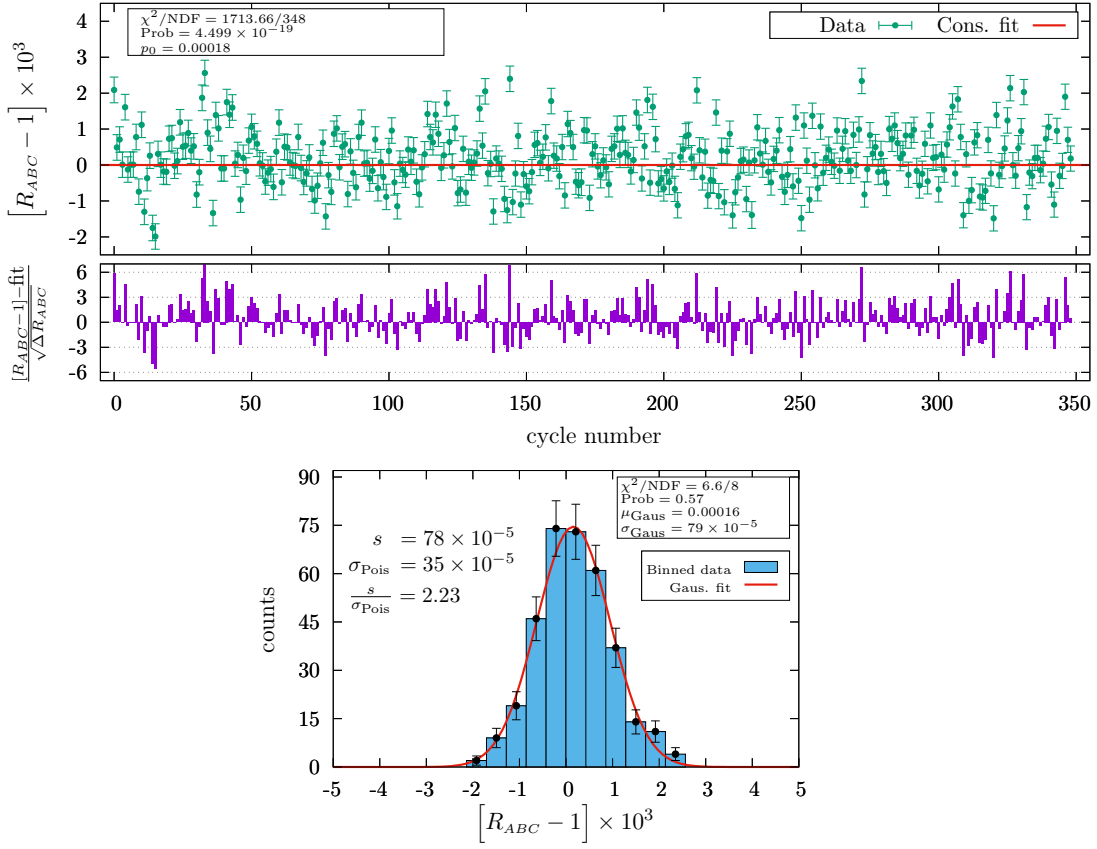 χ²/NDF = 1713.66/348
Prob = 4.499 × 10⁻¹⁹
p₀ = 0.00018
Data Cons. fit
[R_ABC − 1] × 10³
4
3
2
1
0
-1
-2
[R_ABC−1]−fit
√ΔR_ABC
6
3
0
-3
-6
0 50 100 150 200 250 300 350
cycle number
χ²/NDF = 6.6/8
Prob = 0.57
μ_Gaus = 0.00016
σ_Gaus = 79 × 10⁻⁵
s = 78 × 10⁻⁵
σ_Pois = 35 × 10⁻⁵
s/σ_Pois = 2.23
Binned data
Gaus. fit
counts
90
75
60
45
30
15
0
-5 -4 -3 -2 -1 0 1 2 3 4 5
[R_ABC − 1] × 10³